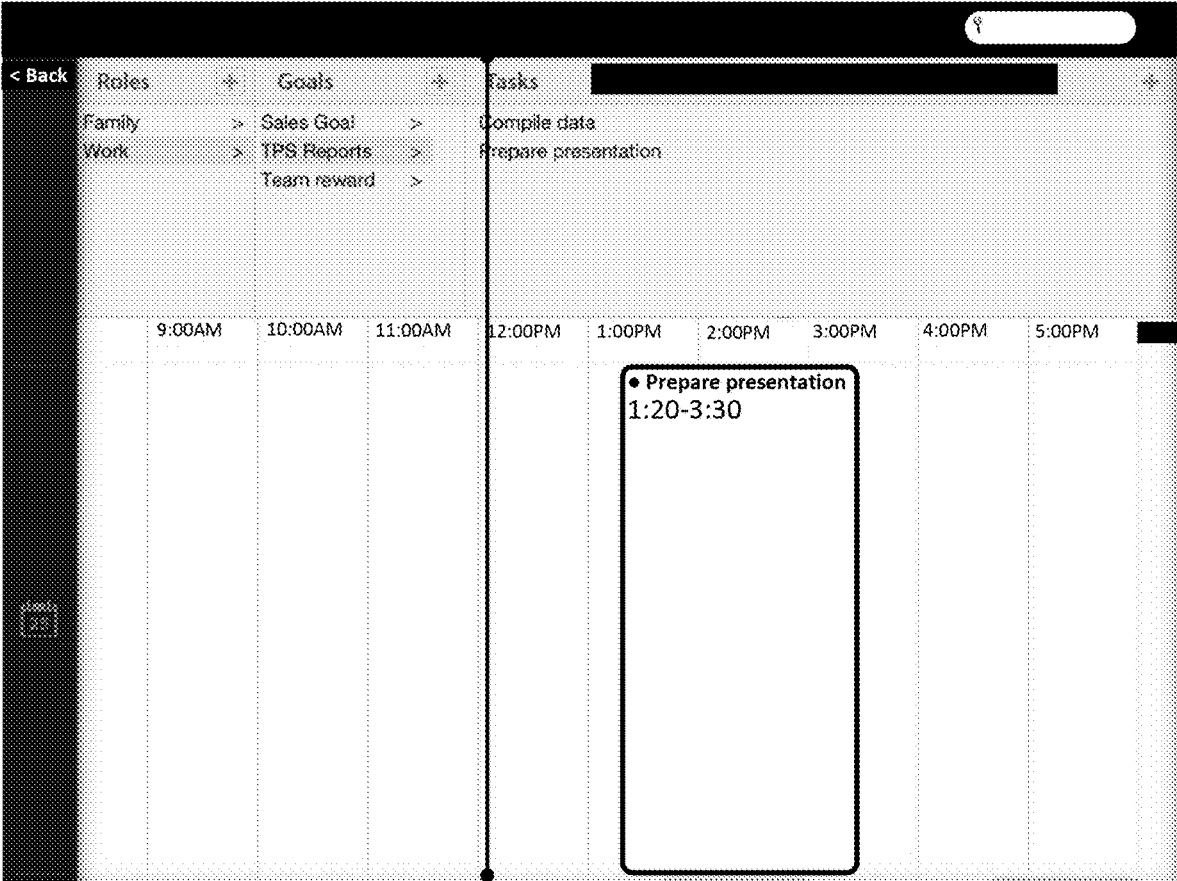 < Back
Roles + Goals + Tasks +
Family > Sales Goal > Compile data
Work > TPS Reports > Prepare presentation
Team reward >
9:00AM 10:00AM 11:00AM 12:00PM 1:00PM 2:00PM 3:00PM 4:00PM 5:00PM
• Prepare presentation
1:20-3:30